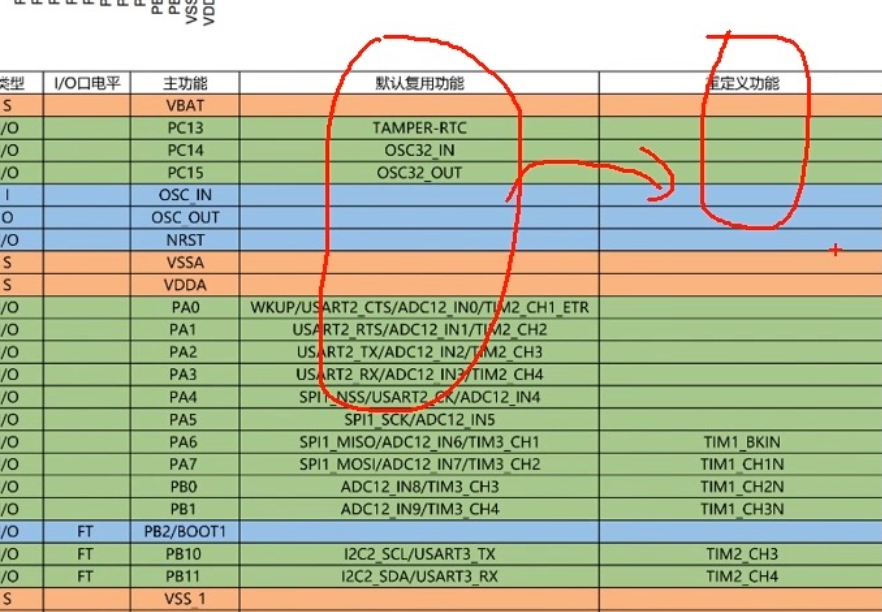 VSS
VDD
类型 I/O口电平 主功能 默认复用功能 重定义功能
S VBAT
/O PC13 TAMPER-RTC
/O PC14 OSC32_IN
/O PC15 OSC32_OUT
I OSC_IN
O OSC_OUT
/O NRST
S VSSA
S VDDA
/O PA0 WKUP/USART2_CTS/ADC12_IN0/TIM2_CH1_ETR
/O PA1 USART2_RTS/ADC12_IN1/TIM2_CH2
/O PA2 USART2_TX/ADC12_IN2/TIM2_CH3
/O PA3 USART2_RX/ADC12_IN3/TIM2_CH4
/O PA4 SPI1_NSS/USART2_CK/ADC12_IN4
/O PA5 SPI1_SCK/ADC12_IN5
/O PA6 SPI1_MISO/ADC12_IN6/TIM3_CH1 TIM1_BKIN
/O PA7 SPI1_MOSI/ADC12_IN7/TIM3_CH2 TIM1_CH1N
/O PB0 ADC12_IN8/TIM3_CH3 TIM1_CH2N
/O PB1 ADC12_IN9/TIM3_CH4 TIM1_CH3N
/O FT PB2/BOOT1
/O FT PB10 I2C2_SCL/USART3_TX TIM2_CH3
/O FT PB11 I2C2_SDA/USART3_RX TIM2_CH4
S VSS_1